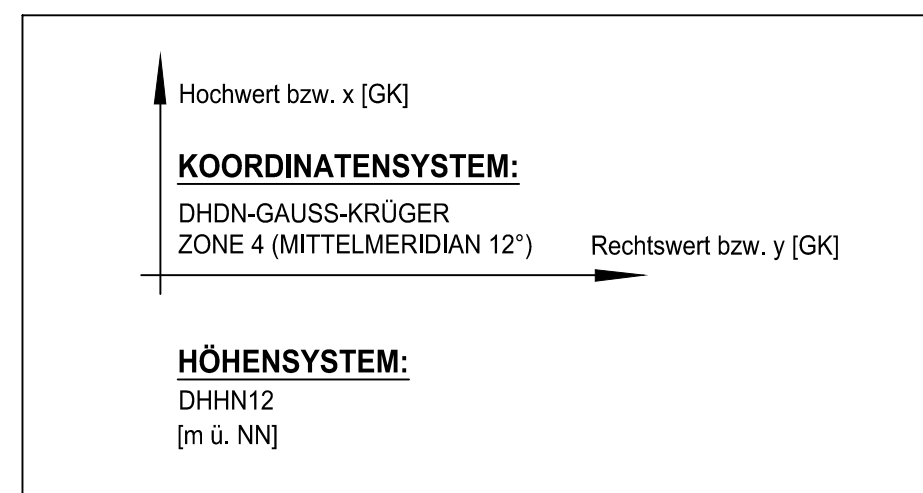 Hochwert bzw. x [GK]
KOORDINATENSYSTEM:
DHDN-GAUSS-KRÜGER
ZONE 4 (MITTELMERIDIAN 12°)
Rechtswert bzw. y [GK]
HÖHENSYSTEM:
DHHN12
[m ü. NN]